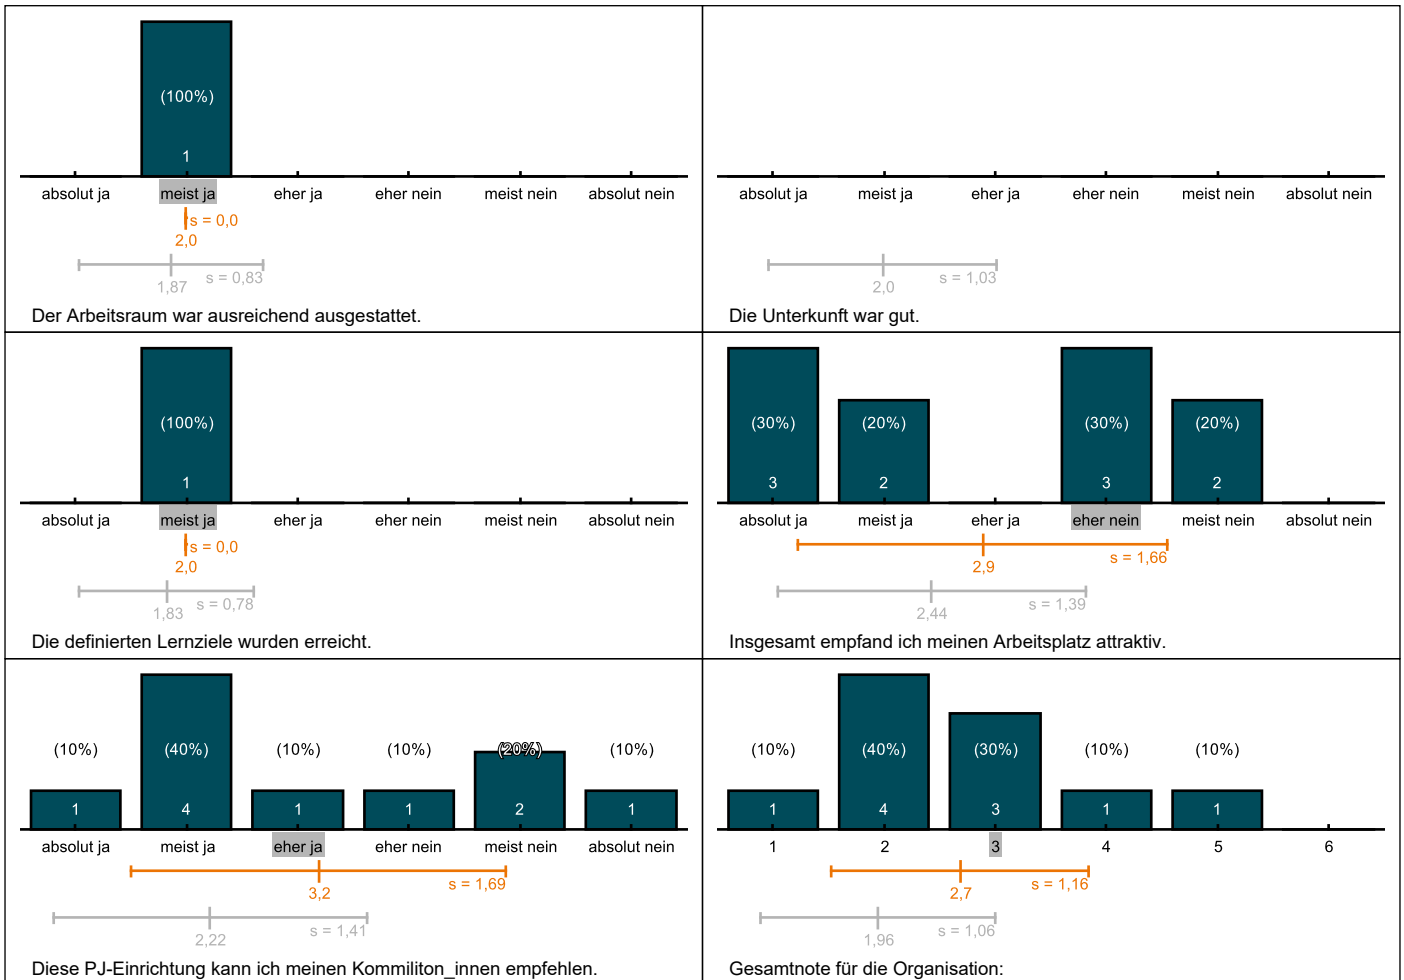 (100%)
1
absolut ja meist ja eher ja eher nein meist nein absolut nein
s = 0,0
2,0
s = 0,83
1,87
Der Arbeitsraum war ausreichend ausgestattet.
absolut ja meist ja eher ja eher nein meist nein absolut nein
s = 1,03
2,0
Die Unterkunft war gut.
(100%)
1
absolut ja meist ja eher ja eher nein meist nein absolut nein
s = 0,0
2,0
s = 0,78
1,83
Die definierten Lernziele wurden erreicht.
(30%) (20%) (30%) (20%)
3 2 3 2
absolut ja meist ja eher ja eher nein meist nein absolut nein
s = 1,66
2,9
s = 1,39
2,44
Insgesamt empfand ich meinen Arbeitsplatz attraktiv.
(10%) (40%) (10%) (10%) (20%) (10%)
1 4 1 1 2 1
absolut ja meist ja eher ja eher nein meist nein absolut nein
s = 1,69
3,2
s = 1,41
2,22
Diese PJ-Einrichtung kann ich meinen Kommiliton_innen empfehlen.
(10%) (40%) (30%) (10%) (10%)
1 4 3 1 1
1 2 3 4 5 6
s = 1,16
2,7
s = 1,06
1,96
Gesamtnote für die Organisation: